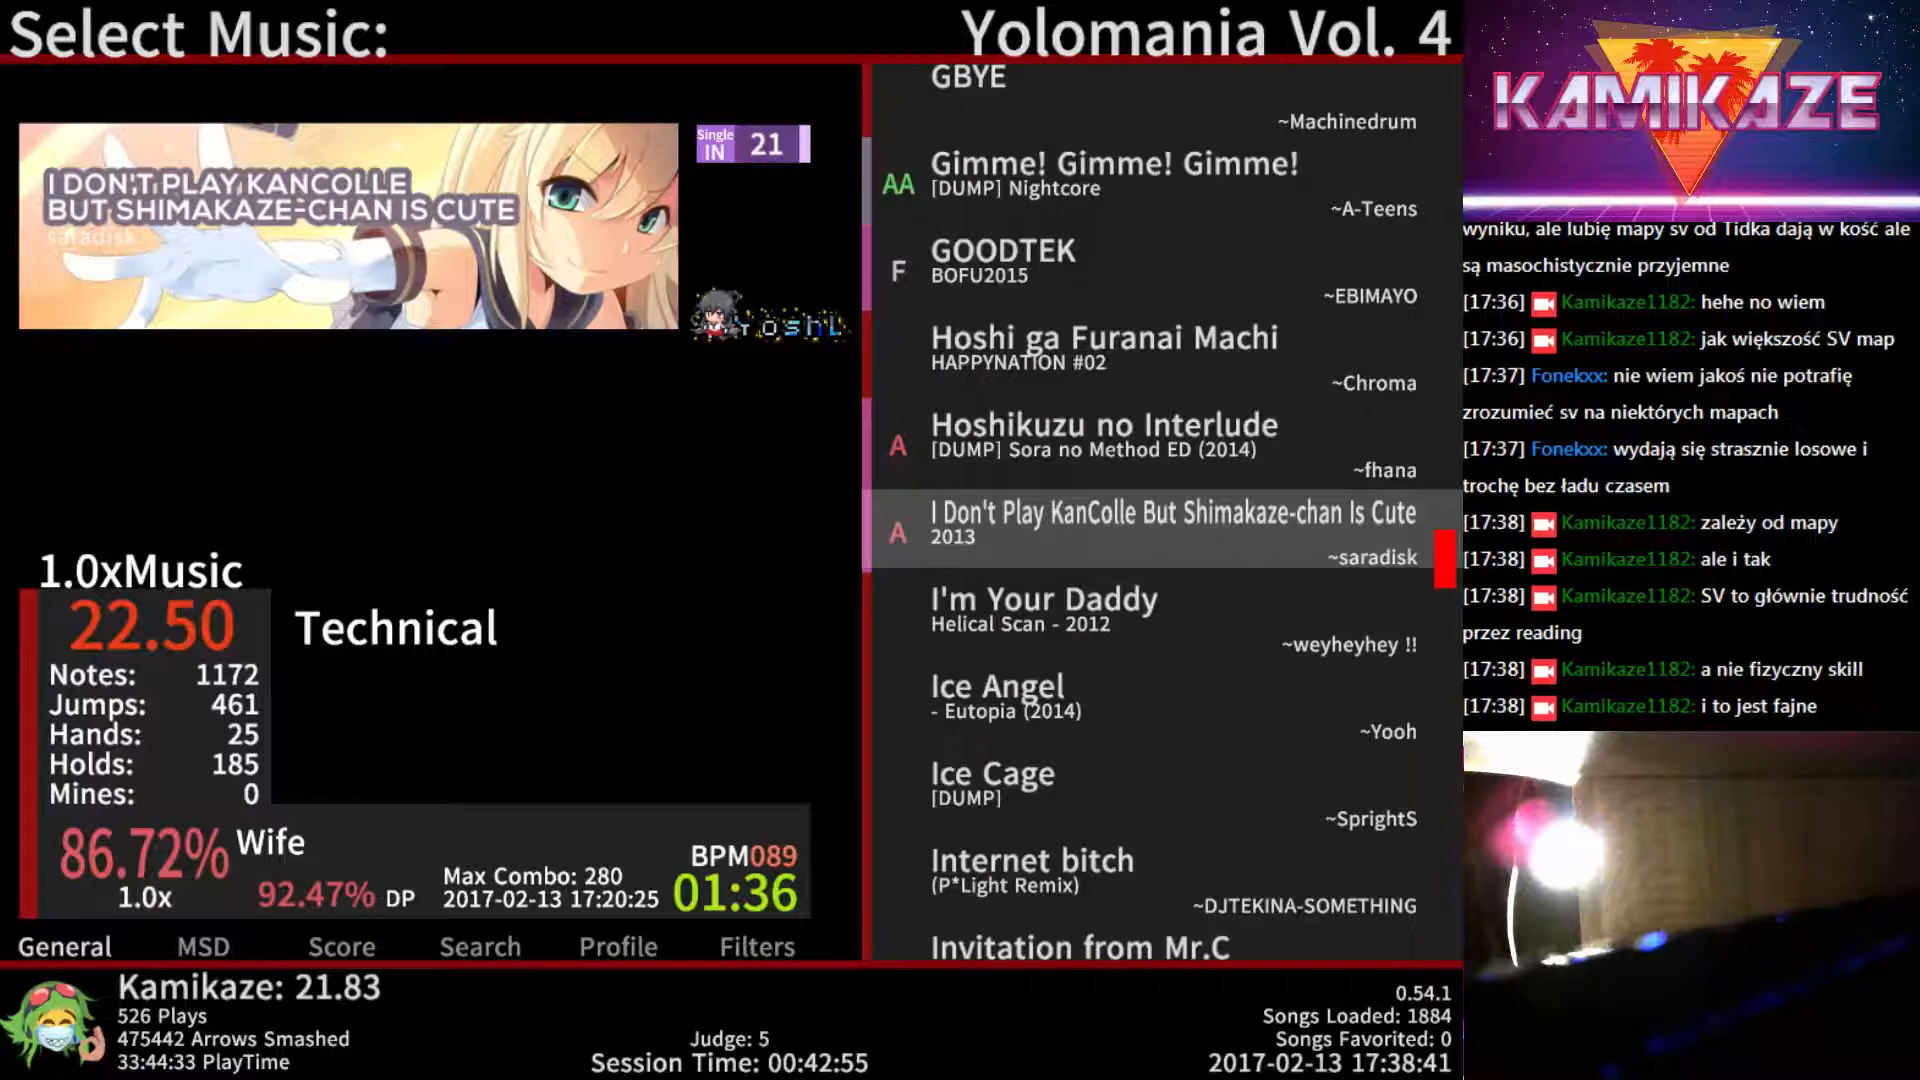 Select Music:
Yolomania Vol. 4
I DON'T PLAY KANCOLLE
BUT SHIMAKAZE-CHAN IS CUTE
saradisk
Single
IN
21
Yoshi
1.0xMusic
22.50
Technical
Notes: 1172
Jumps: 461
Hands: 25
Holds: 185
Mines: 0
86.72% Wife
1.0x
92.47% DP
Max Combo: 280
2017-02-13 17:20:25
BPM089
01:36
General MSD Score Search Profile Filters
GBYE
~Machinedrum
AA
Gimme! Gimme! Gimme!
[DUMP] Nightcore
~A-Teens
F
GOODTEK
BOFU2015
~EBIMAYO
Hoshi ga Furanai Machi
HAPPYNATION #02
~Chroma
A
Hoshikuzu no Interlude
[DUMP] Sora no Method ED (2014)
~fhana
A
I Don't Play KanColle But Shimakaze-chan Is Cute
2013
~saradisk
I'm Your Daddy
Helical Scan - 2012
~weyheyhey !!
Ice Angel
- Eutopia (2014)
~Yooh
Ice Cage
[DUMP]
~SprightS
Internet bitch
(P*Light Remix)
~DJTEKINA-SOMETHING
Invitation from Mr.C
Kamikaze: 21.83
526 Plays
475442 Arrows Smashed
33:44:33 PlayTime
Judge: 5
Session Time: 00:42:55
0.54.1
Songs Loaded: 1884
Songs Favorited: 0
2017-02-13 17:38:41
KAMIKAZE
wyniku, ale lubię mapy sv od Tidka dają w kość ale
są masochistycznie przyjemne
[17:36] Kamikaze1182: hehe no wiem
[17:36] Kamikaze1182: jak większość SV map
[17:37] Fonekxx: nie wiem jakoś nie potrafię
zrozumieć sv na niektórych mapach
[17:37] Fonekxx: wydają się strasznie losowe i
trochę bez ładu czasem
[17:38] Kamikaze1182: zależy od mapy
[17:38] Kamikaze1182: ale i tak
[17:38] Kamikaze1182: SV to głównie trudność
przez reading
[17:38] Kamikaze1182: a nie fizyczny skill
[17:38] Kamikaze1182: i to jest fajne